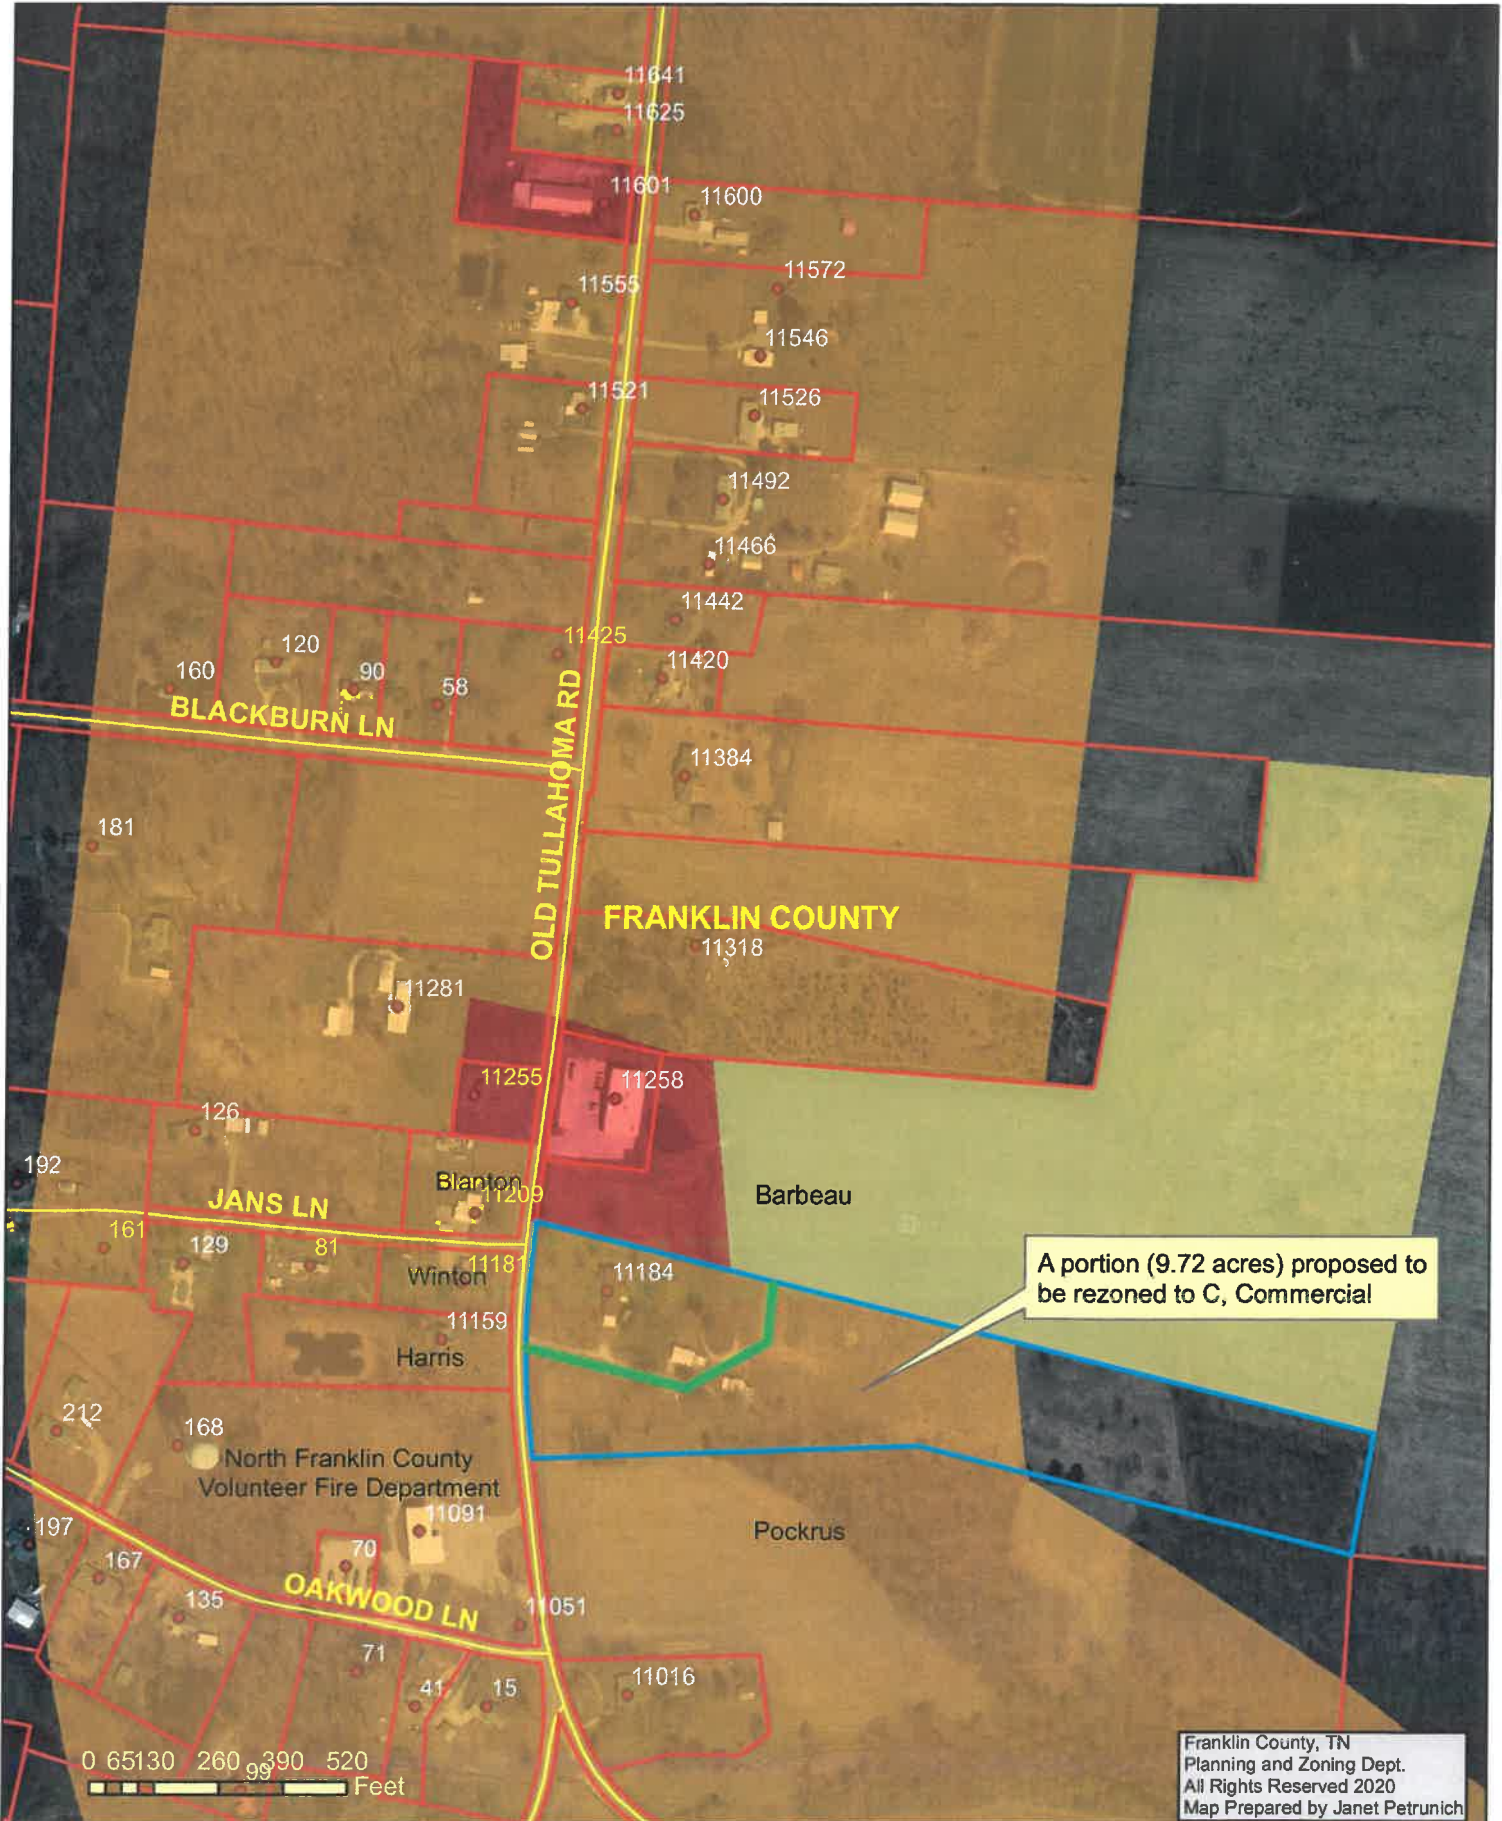 11641
11625
11601
11600
11572
11555
11546
11521
11526
11492
11466
11442
11425
11420
120
160
90
58
BLACKBURN LN
OLD TULLAHOMA RD
11384
181
FRANKLIN COUNTY
11318
11281
11255
11258
126
192
Blanton
11209
JANS LN
Barbeau
161
129
81
11181
Winton
11184
A portion (9.72 acres) proposed to
be rezoned to C, Commercial
11159
Harris
212
168
North Franklin County
Volunteer Fire Department
11091
Pockrus
197
167
70
135
OAKWOOD LN
11051
71
41
15
11016
0 65130 260 390 520
99
Feet
Franklin County, TN
Planning and Zoning Dept.
All Rights Reserved 2020
Map Prepared by Janet Petrunich